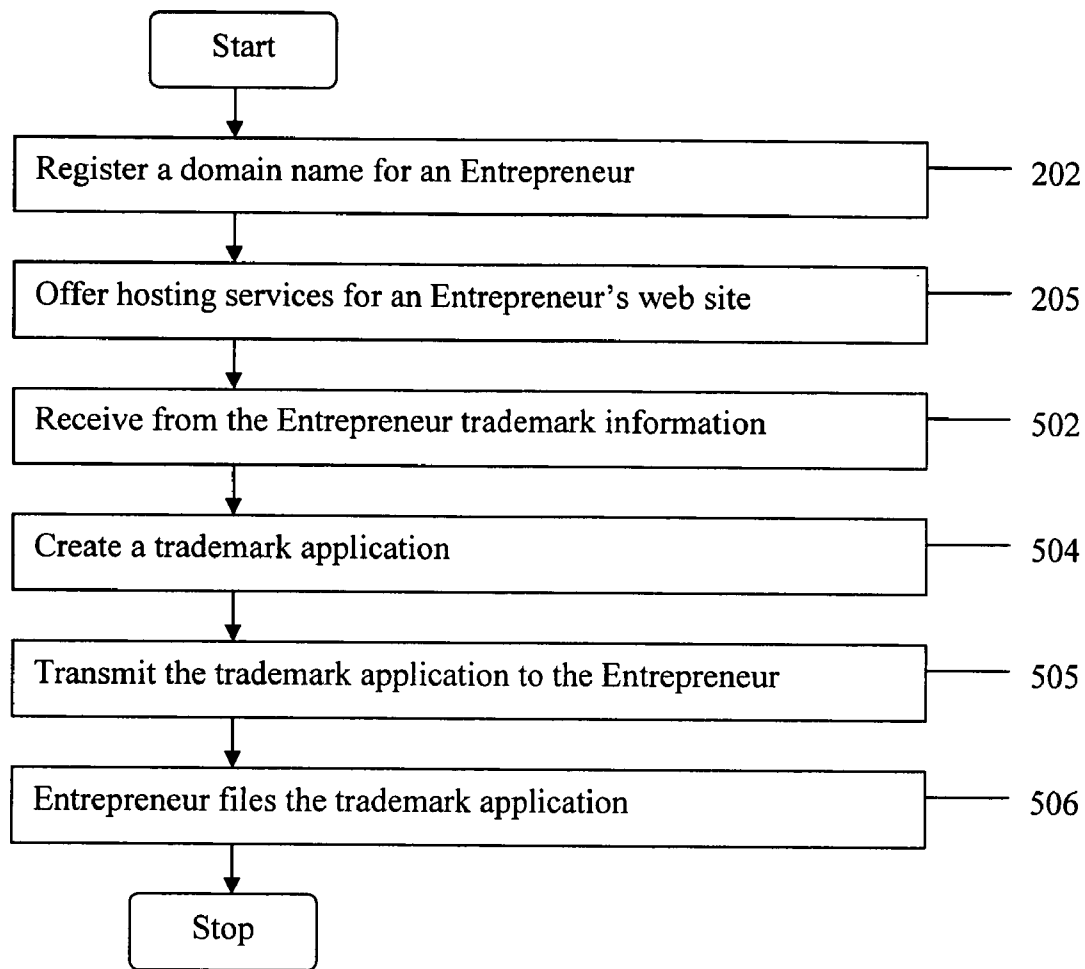 Start
Register a domain name for an Entrepreneur 202
Offer hosting services for an Entrepreneur's web site 205
Receive from the Entrepreneur trademark information 502
Create a trademark application 504
Transmit the trademark application to the Entrepreneur 505
Entrepreneur files the trademark application 506
Stop